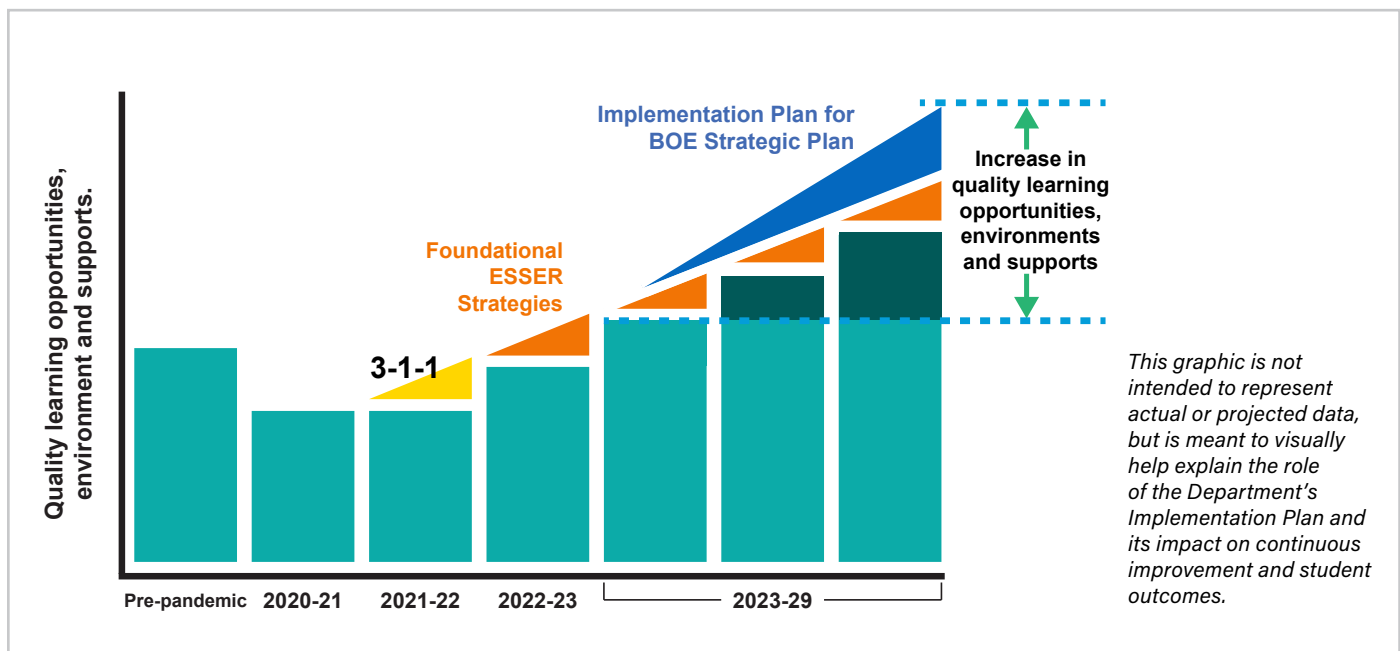 Quality learning opportunities,
environment and supports.
Implementation Plan for
BOE Strategic Plan
Foundational
ESSER
Strategies
3-1-1
Increase in
quality learning
opportunities,
environments
and supports
Pre-pandemic
2020-21
2021-22
2022-23
2023-29
This graphic is not
intended to represent
actual or projected data,
but is meant to visually
help explain the role
of the Department’s
Implementation Plan and
its impact on continuous
improvement and student
outcomes.